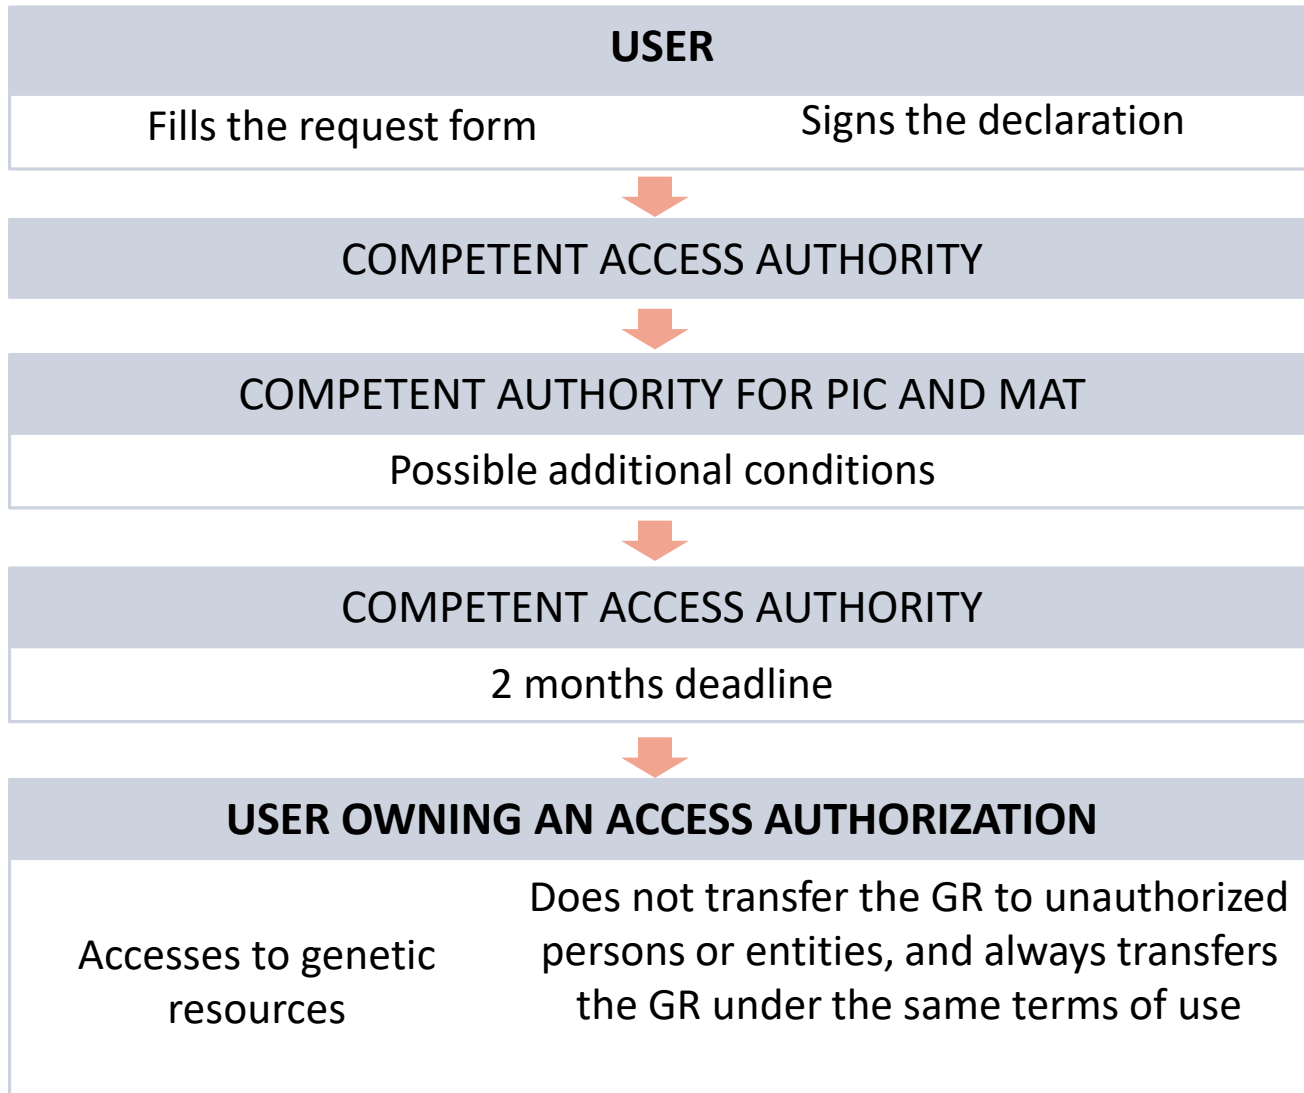 USER
Fills the request form
Signs the declaration
COMPETENT ACCESS AUTHORITY
COMPETENT AUTHORITY FOR PIC AND MAT
Possible additional conditions
COMPETENT ACCESS AUTHORITY
2 months deadline
USER OWNING AN ACCESS AUTHORIZATION
Accesses to genetic
resources
Does not transfer the GR to unauthorized
persons or entities, and always transfers
the GR under the same terms of use